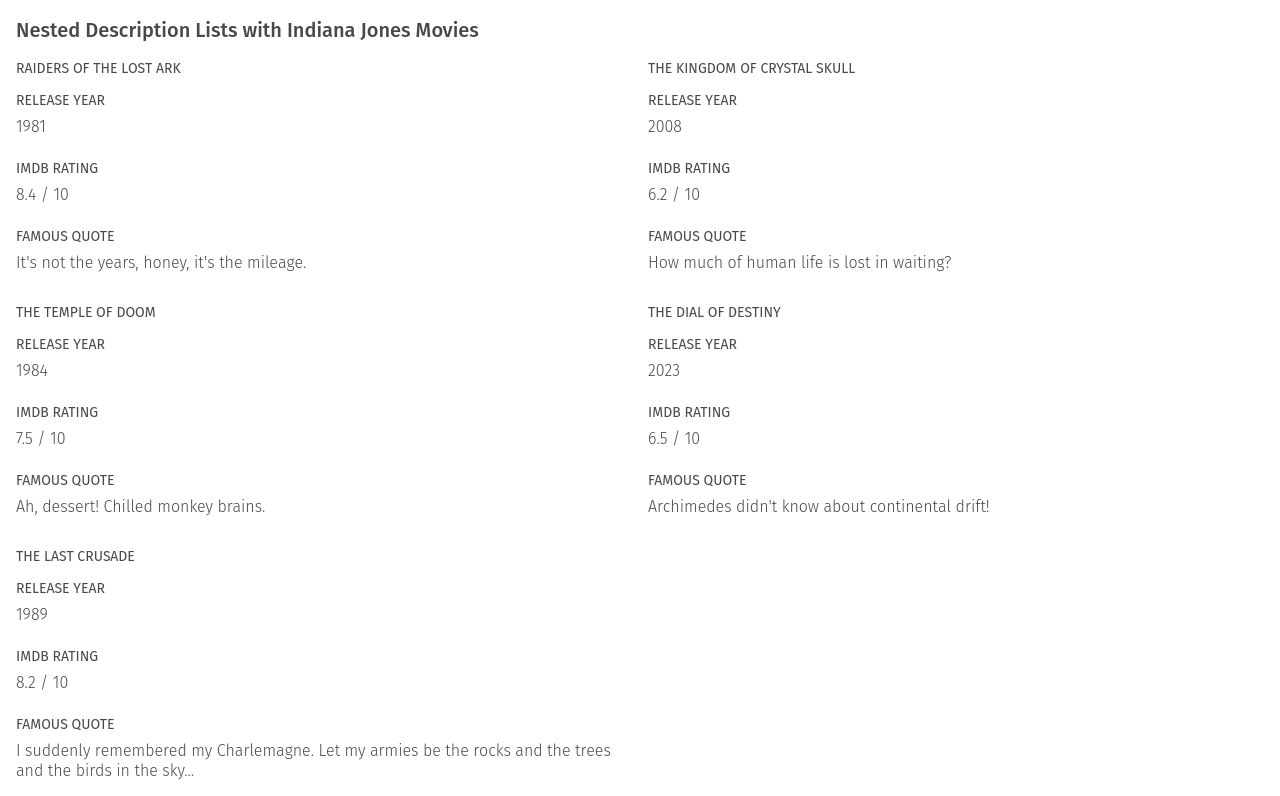 Nested Description Lists with Indiana Jones Movies
RAIDERS OF THE LOST ARK
RELEASE YEAR
1981
IMDB RATING
8.4 / 10
FAMOUS QUOTE
It's not the years, honey, it's the mileage.
THE TEMPLE OF DOOM
RELEASE YEAR
1984
IMDB RATING
7.5 / 10
FAMOUS QUOTE
Ah, dessert! Chilled monkey brains.
THE LAST CRUSADE
RELEASE YEAR
1989
IMDB RATING
8.2 / 10
FAMOUS QUOTE
I suddenly remembered my Charlemagne. Let my armies be the rocks and the trees
and the birds in the sky...
THE KINGDOM OF CRYSTAL SKULL
RELEASE YEAR
2008
IMDB RATING
6.2 / 10
FAMOUS QUOTE
How much of human life is lost in waiting?
THE DIAL OF DESTINY
RELEASE YEAR
2023
IMDB RATING
6.5 / 10
FAMOUS QUOTE
Archimedes didn't know about continental drift!